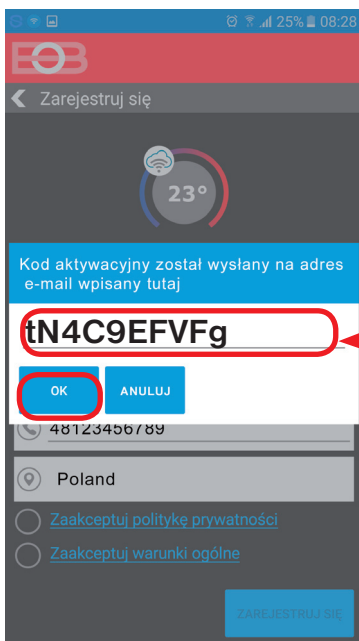 25% 08:28
EOB
Zarejestruj się
23°
Kod aktywacyjny został wysłany na adres
e-mail wpisany tutaj
tN4C9EFVFg
OK ANULUJ
48123456789
Poland
Zaakceptuj politykę prywatności
Zaakceptuj warunki ogólne
ZAREJESTRUJ SIĘ